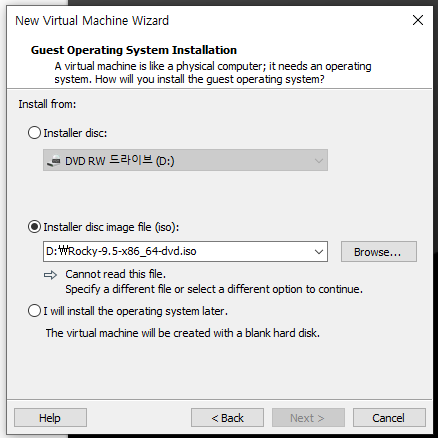 New Virtual Machine Wizard
Guest Operating System Installation
A virtual machine is like a physical computer; it needs an operating
system. How will you install the guest operating system?
Install from:
Installer disc:
DVD RW 드라이브 (D:)
Installer disc image file (iso):
D:₩Rocky-9.5-x86_64-dvd.iso
Browse...
Cannot read this file.
Specify a different file or select a different option to continue.
I will install the operating system later.
The virtual machine will be created with a blank hard disk.
Help
< Back
Next >
Cancel